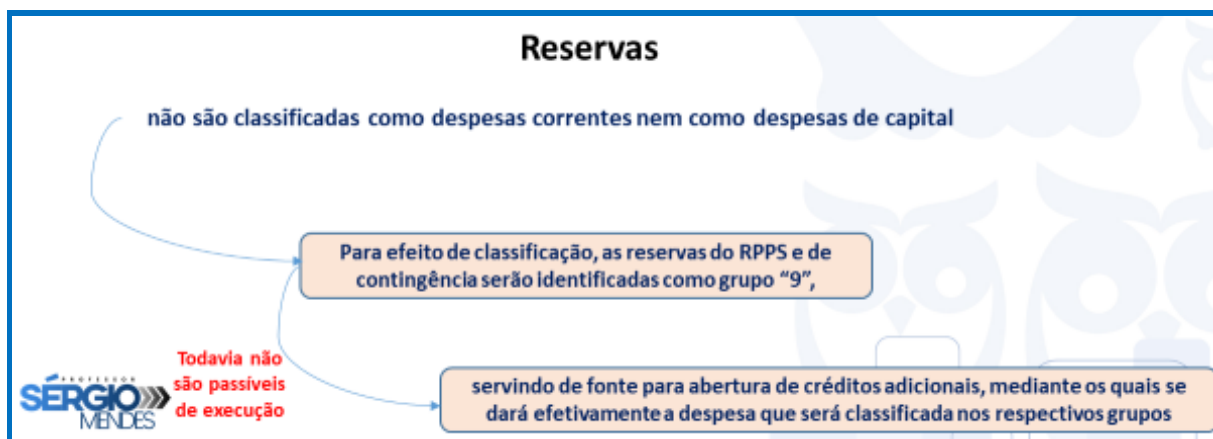 Reservas
não são classificadas como despesas correntes nem como despesas de capital
Para efeito de classificação, as reservas do RPPS e de
contingência serão identificadas como grupo “9”,
Todavia não
são passíveis
de execução
PROFESSOR
SÉRGIO
MENDES
servindo de fonte para abertura de créditos adicionais, mediante os quais se
dará efetivamente a despesa que será classificada nos respectivos grupos